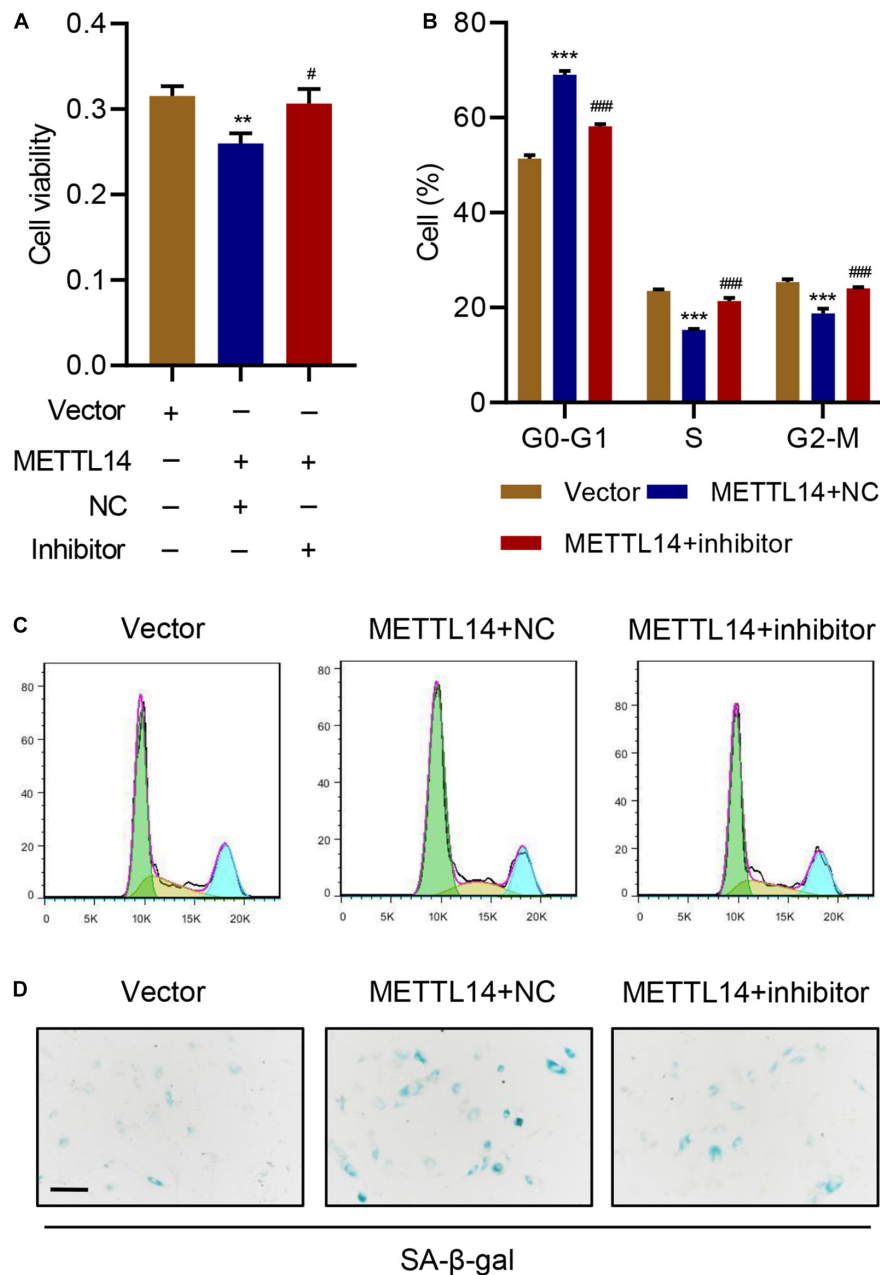 A
Cell viability
0.4
0.3
0.2
0.1
0.0
**
#
Vector + – –
METTL14 – + +
NC – + –
Inhibitor – – +
B
Cell (%)
80
60
40
20
0
*** ###
*** ###
*** ###
G0-G1 S G2-M
Vector METTL14+NC
METTL14+inhibitor
C
Vector METTL14+NC METTL14+inhibitor
80
60
40
20
0
0 5K 10K 15K 20K
80
60
40
20
0
0 5K 10K 15K 20K
80
60
40
20
0
0 5K 10K 15K 20K
D
Vector METTL14+NC METTL14+inhibitor
SA-β-gal